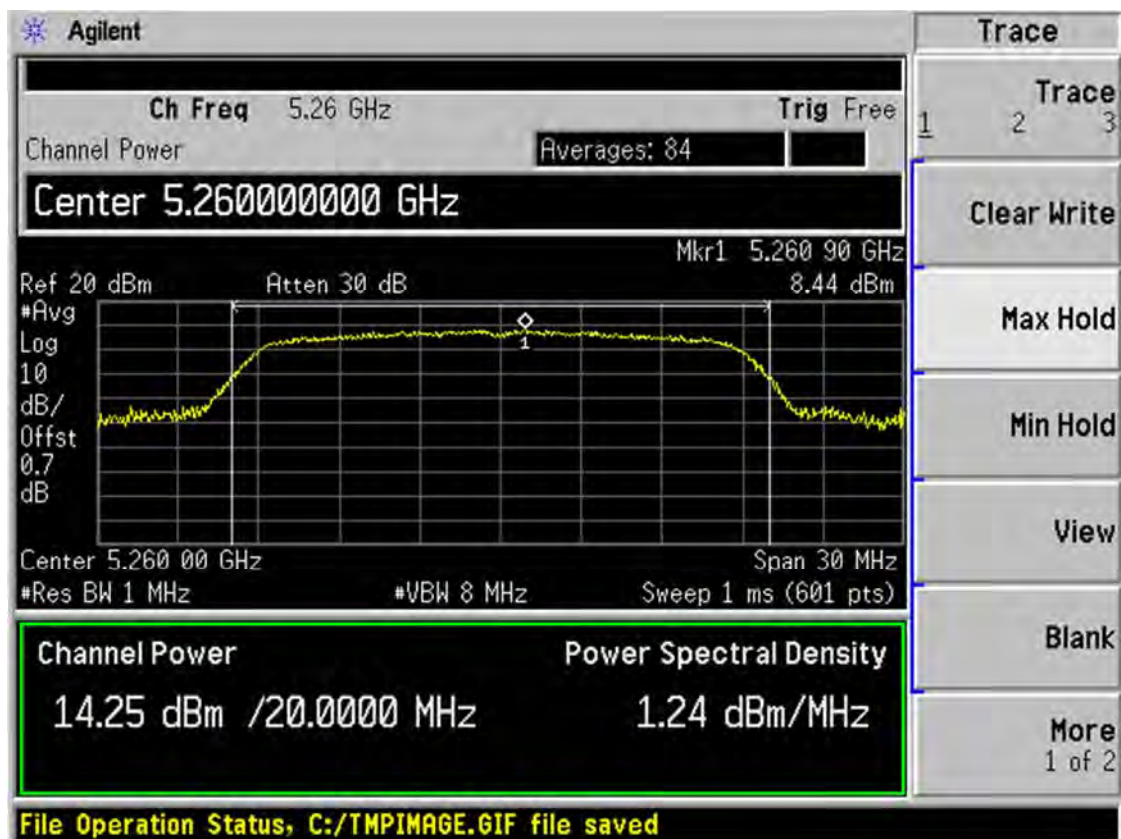 Agilent
Trace
Ch Freq 5.26 GHz Trig Free
Channel Power Averages: 84
Center 5.260000000 GHz
Mkr1 5.260 90 GHz
Ref 20 dBm Atten 30 dB 8.44 dBm
#Avg
Log
10
dB/
Offst
0.7
dB
1
Center 5.260 00 GHz Span 30 MHz
#Res BW 1 MHz #VBW 8 MHz Sweep 1 ms (601 pts)
Channel Power Power Spectral Density
14.25 dBm /20.0000 MHz 1.24 dBm/MHz
File Operation Status, C:/TMPIMAGE.GIF file saved
Trace
1 2 3
Clear Write
Max Hold
Min Hold
View
Blank
More
1 of 2